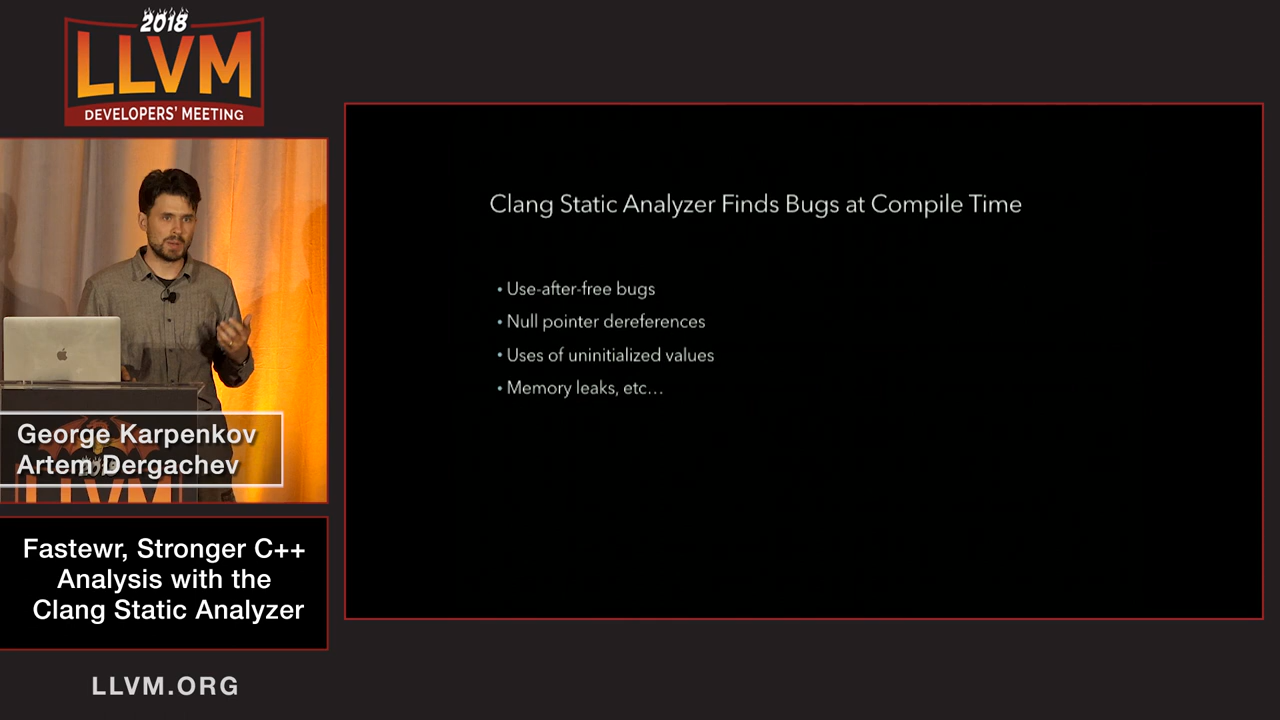 2018
LLVM
DEVELOPERS' MEETING
Clang Static Analyzer Finds Bugs at Compile Time
• Use-after-free bugs
• Null pointer dereferences
• Uses of uninitialized values
• Memory leaks, etc…
George Karpenkov
Artem Dergachev
2018
LLVM
Fastewr, Stronger C++
Analysis with the
Clang Static Analyzer
LLVM.ORG